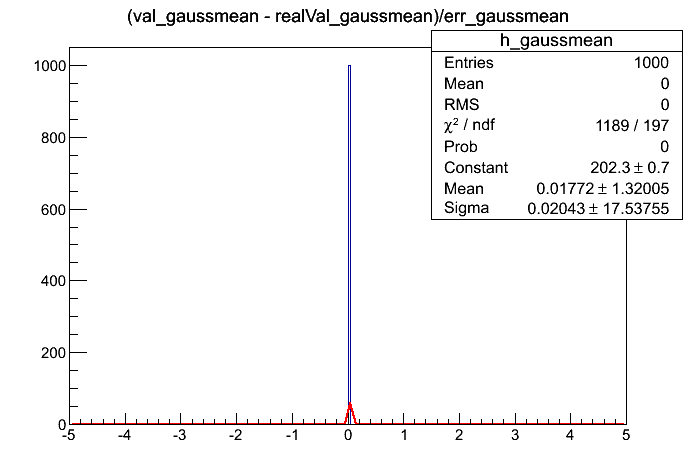 (val_gaussmean - realVal_gaussmean)/err_gaussmean
h_gaussmean
Entries 1000
Mean 0
RMS 0
χ² / ndf 1189 / 197
Prob 0
Constant 202.3 ± 0.7
Mean 0.01772 ± 1.32005
Sigma 0.02043 ± 17.53755
1000
800
600
400
200
0
-5 -4 -3 -2 -1 0 1 2 3 4 5